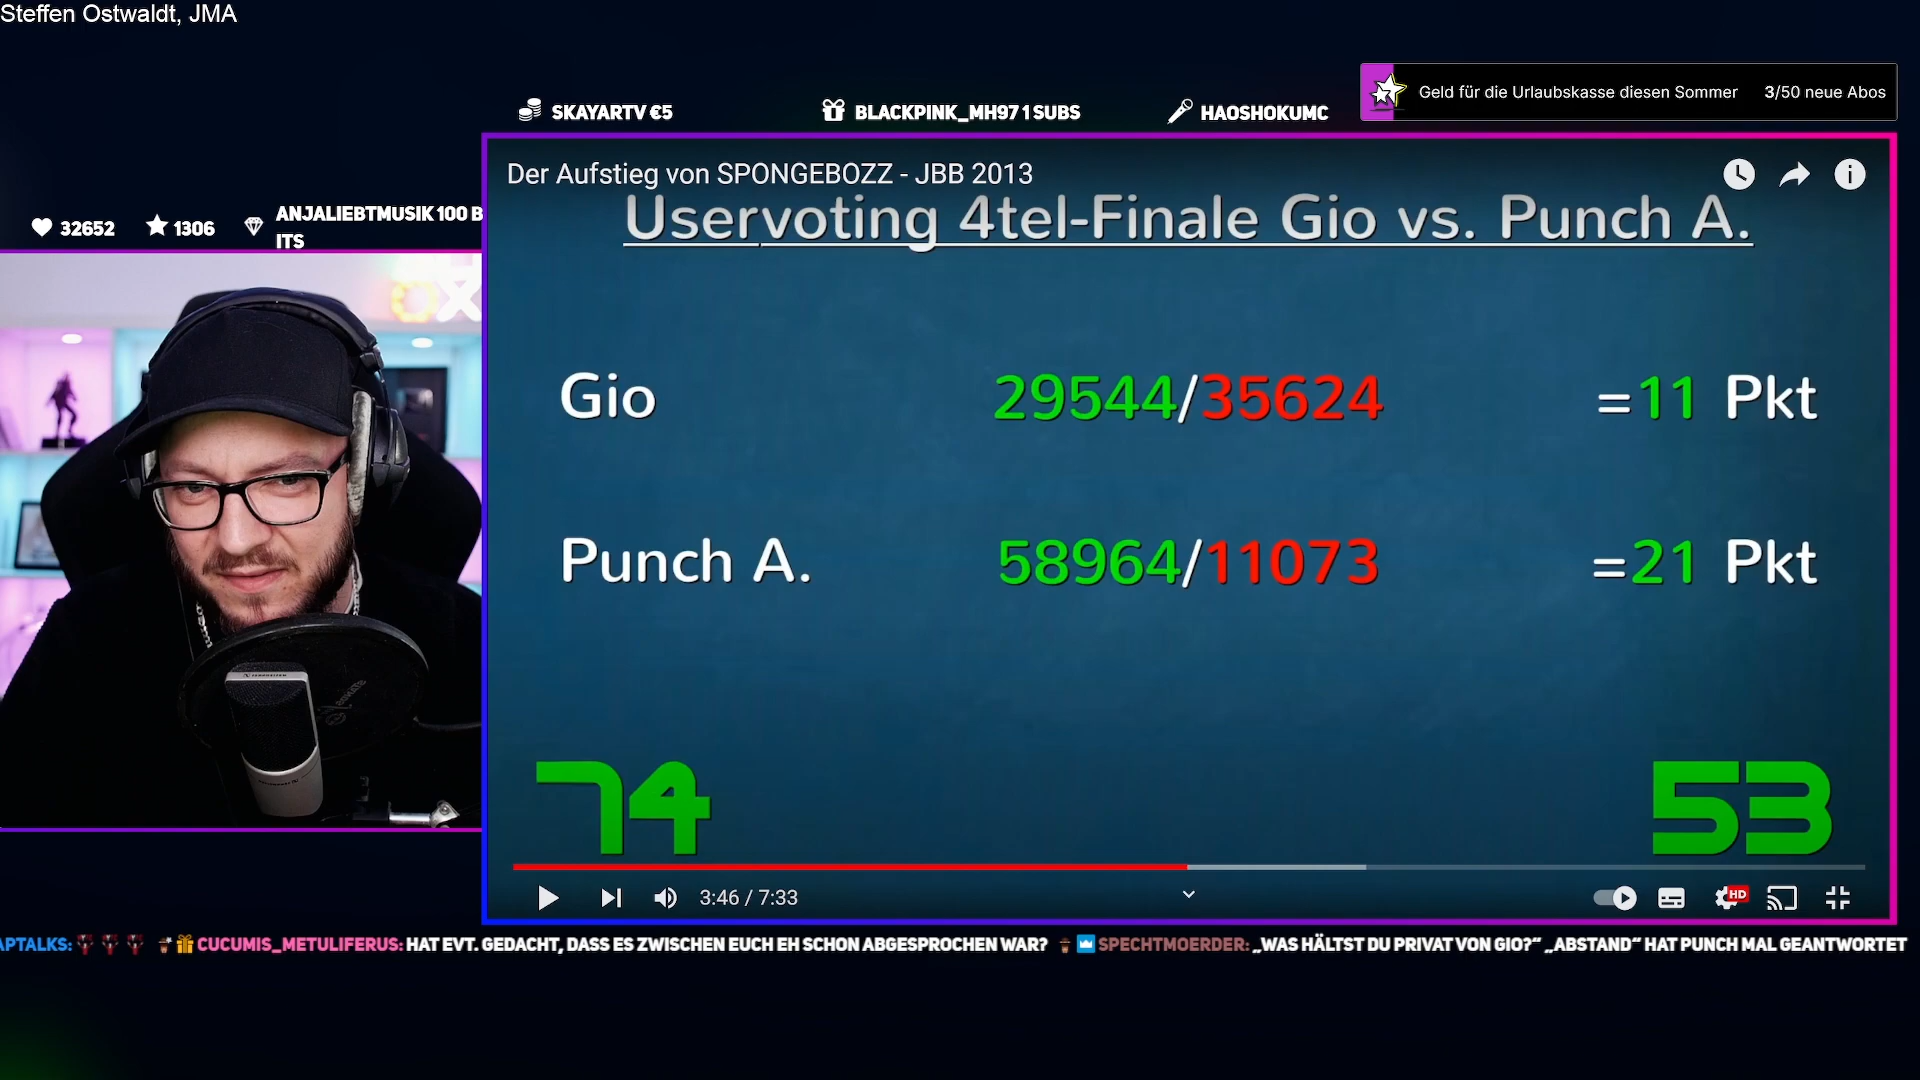 Steffen Ostwaldt, JMA
SKAYARTV €5
BLACKPINK_MH97 1 SUBS
HAOSHOKUMC
Geld für die Urlaubskasse diesen Sommer 3/50 neue Abos
Der Aufstieg von SPONGEBOZZ - JBB 2013
32652
1306
ANJALIEBTMUSIK 100 B
ITS
Uservoting 4tel-Finale Gio vs. Punch A.
Gio 29544/35624 =11 Pkt
Punch A. 58964/11073 =21 Pkt
74
53
3:46 / 7:33
HD
APTALKS: CUCUMIS_METULIFERUS: HAT EVT. GEDACHT, DASS ES ZWISCHEN EUCH EH SCHON ABGESPROCHEN WAR? SPECHTMOERDER: „WAS HÄLTST DU PRIVAT VON GIO?“ „ABSTAND“ HAT PUNCH MAL GEANTWORTET